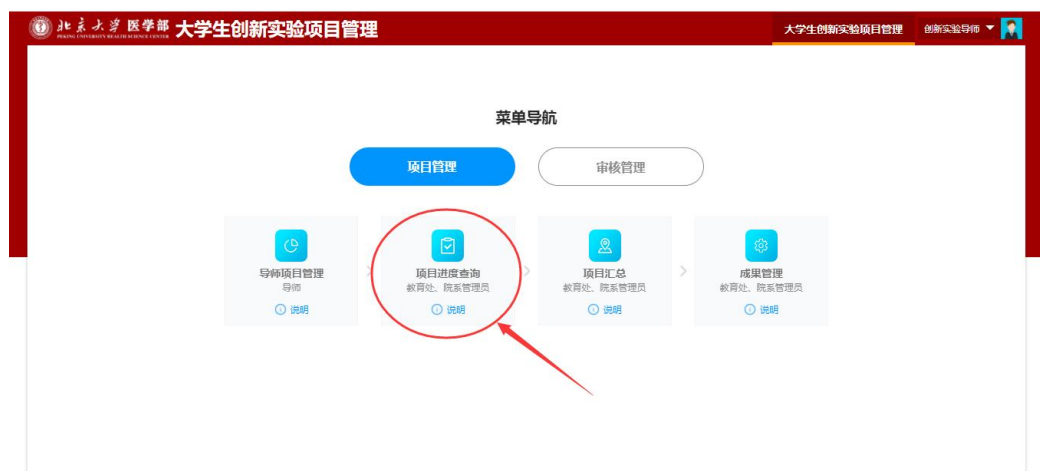 北京大学 医学部 大学生创新实验项目管理
PEKING UNIVERSITY HEALTH SCIENCE CENTER
大学生创新实验项目管理 创新实验导师
菜单导航
项目管理 审核管理
导师项目管理 项目进度查询 项目汇总 成果管理
导师 教育处、院系管理员 教育处、院系管理员 教育处、院系管理员
说明 说明 说明 说明